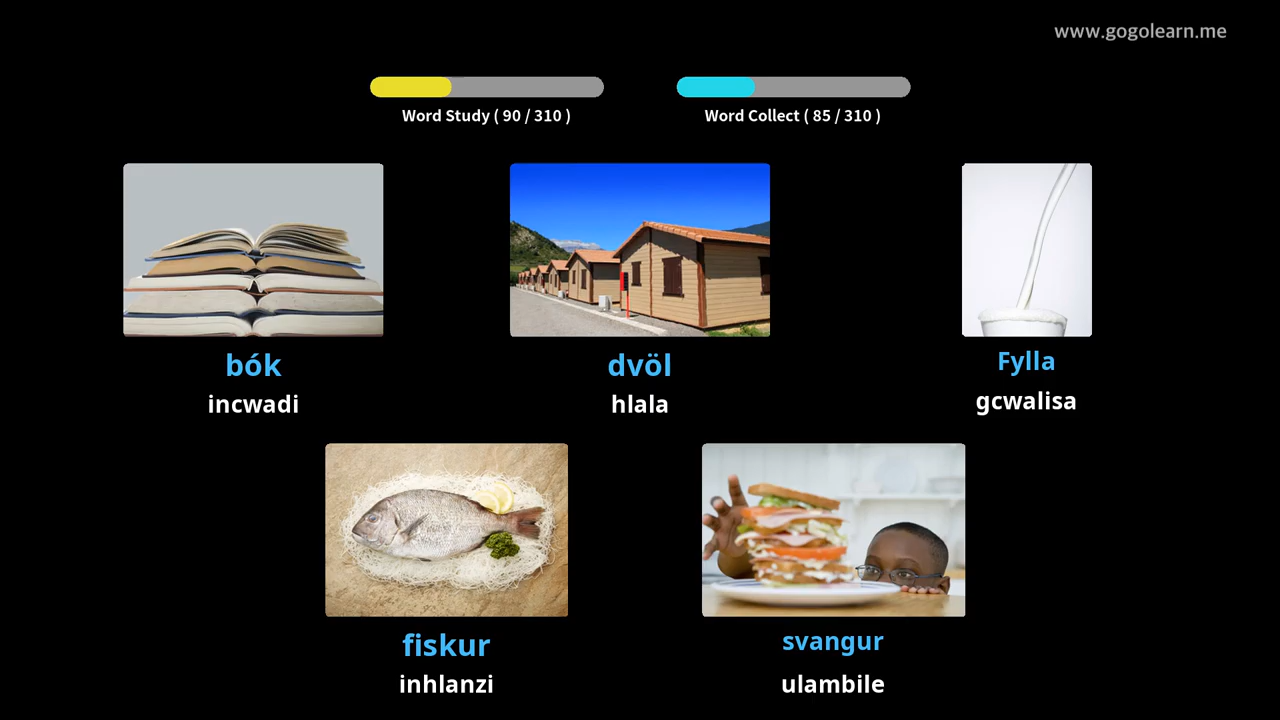 www.gogolearn.me
Word Study ( 90 / 310 )
Word Collect ( 85 / 310 )
bók
dvöl
Fylla
incwadi
hlala
gcwalisa
fiskur
svangur
inhlanzi
ulambile